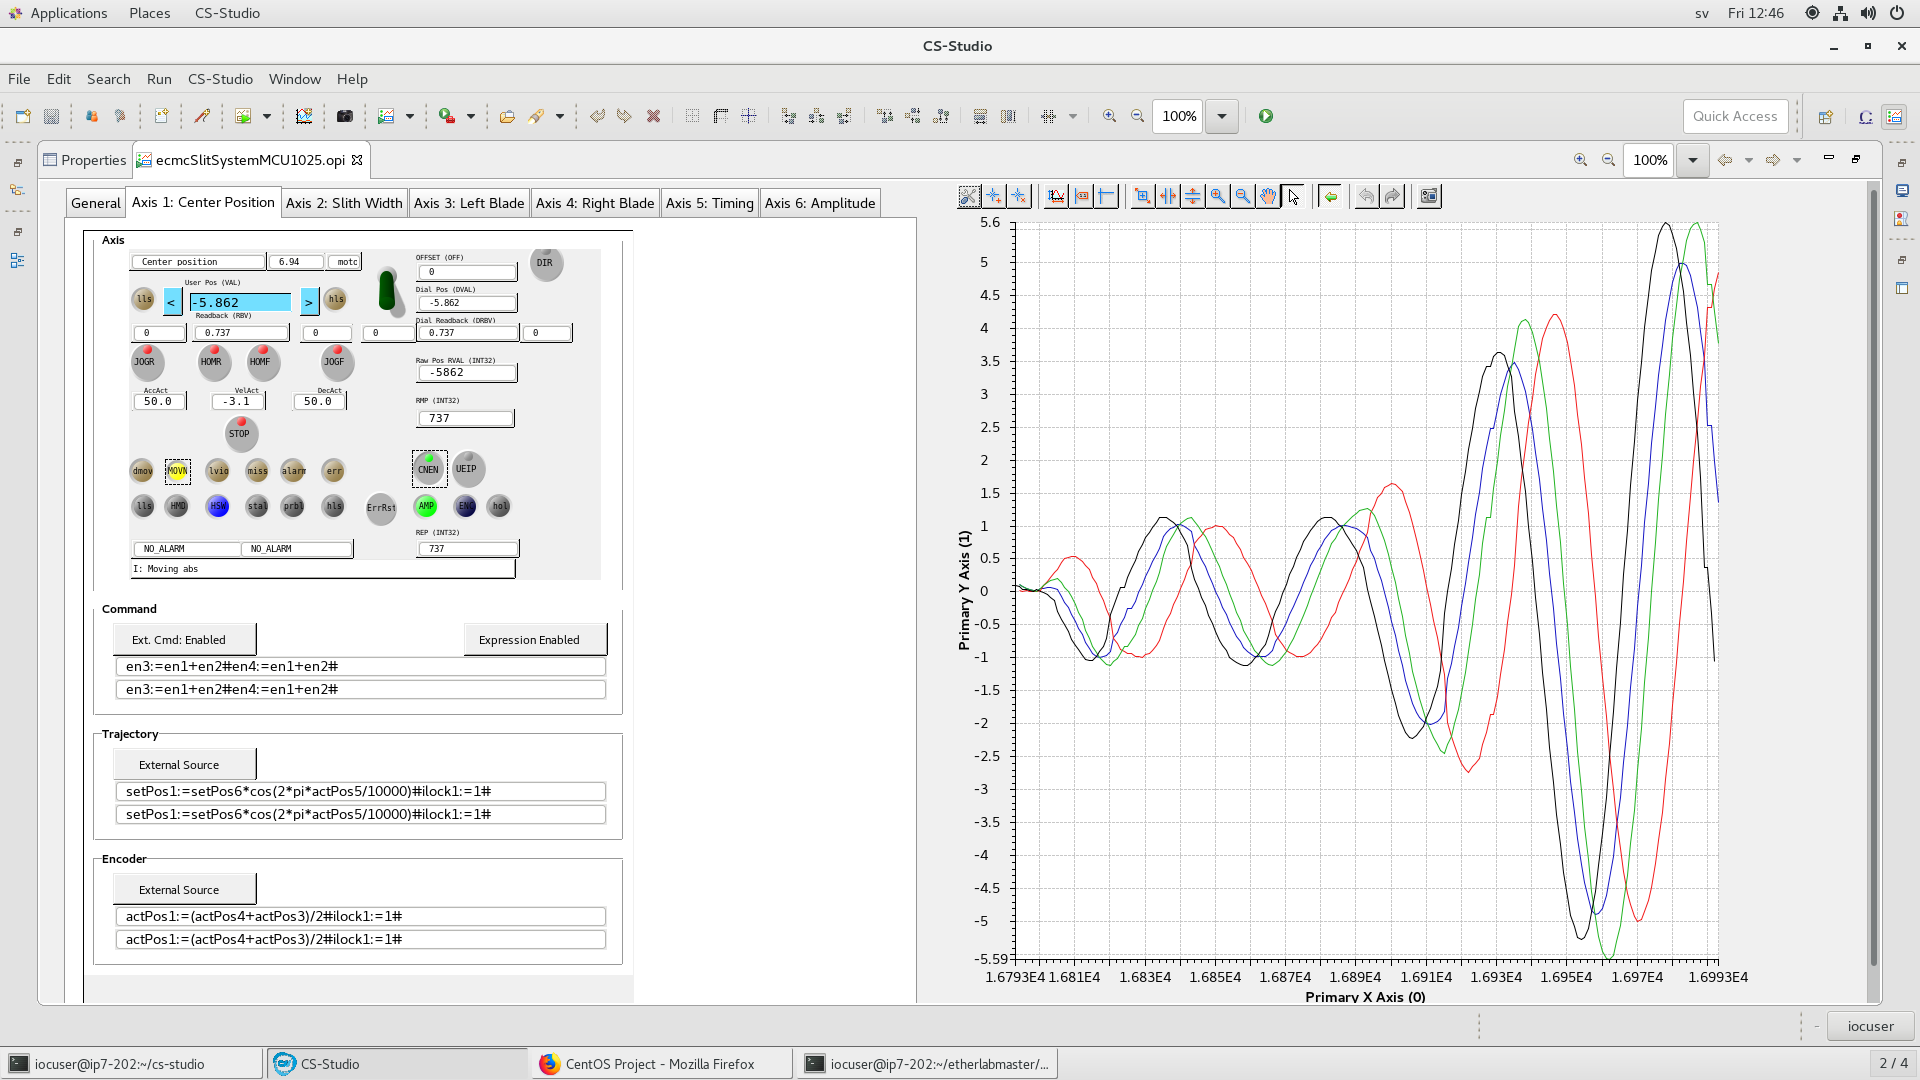 Applications Places CS-Studio sv Fri 12:46
CS-Studio
File Edit Search Run CS-Studio Window Help
100% Quick Access
Properties ecmcSlitSystemMCU1025.opi 100%
General Axis 1: Center Position Axis 2: Slith Width Axis 3: Left Blade Axis 4: Right Blade Axis 5: Timing Axis 6: Amplitude
Axis
Center position 6.94 motc OFFSET (OFF) DIR
0
User Pos (VAL) Dial Pos (DVAL)
lls < -5.862 > hls -5.862
Readback (RBV) Dial Readback (DRBV)
0 0.737 0 0 0.737 0
JOGR HOMR HOMF JOGF Raw Pos RVAL (INT32)
-5862
AccAct VelAct DecAct RMP (INT32)
50.0 -3.1 50.0
737
STOP
dmov MOVN lvio miss alarm err CNEN UEIP
lls HMD HSW stal prbl hls ErrRst AMP ENC hol
REP (INT32)
NO_ALARM NO_ALARM 737
I: Moving abs
Command
Ext. Cmd: Enabled Expression Enabled
en3:=en1+en2#en4:=en1+en2#
en3:=en1+en2#en4:=en1+en2#
Trajectory
External Source
setPos1:=setPos6*cos(2*pi*actPos5/10000)#ilock1:=1#
setPos1:=setPos6*cos(2*pi*actPos5/10000)#ilock1:=1#
Encoder
External Source
actPos1:=(actPos4+actPos3)/2#ilock1:=1#
actPos1:=(actPos4+actPos3)/2#ilock1:=1#
Primary Y Axis (1)
5.6
5
4.5
4
3.5
3
2.5
2
1.5
1
0.5
0
-0.5
-1
-1.5
-2
-2.5
-3
-3.5
-4
-4.5
-5
-5.59
1.6793E4 1.681E4 1.683E4 1.685E4 1.687E4 1.689E4 1.691E4 1.693E4 1.695E4 1.697E4 1.6993E4
Primary X Axis (0)
iocuser
iocuser@ip7-202:~/cs-studio CS-Studio CentOS Project - Mozilla Firefox iocuser@ip7-202:~/etherlabmaster/... 2 / 4